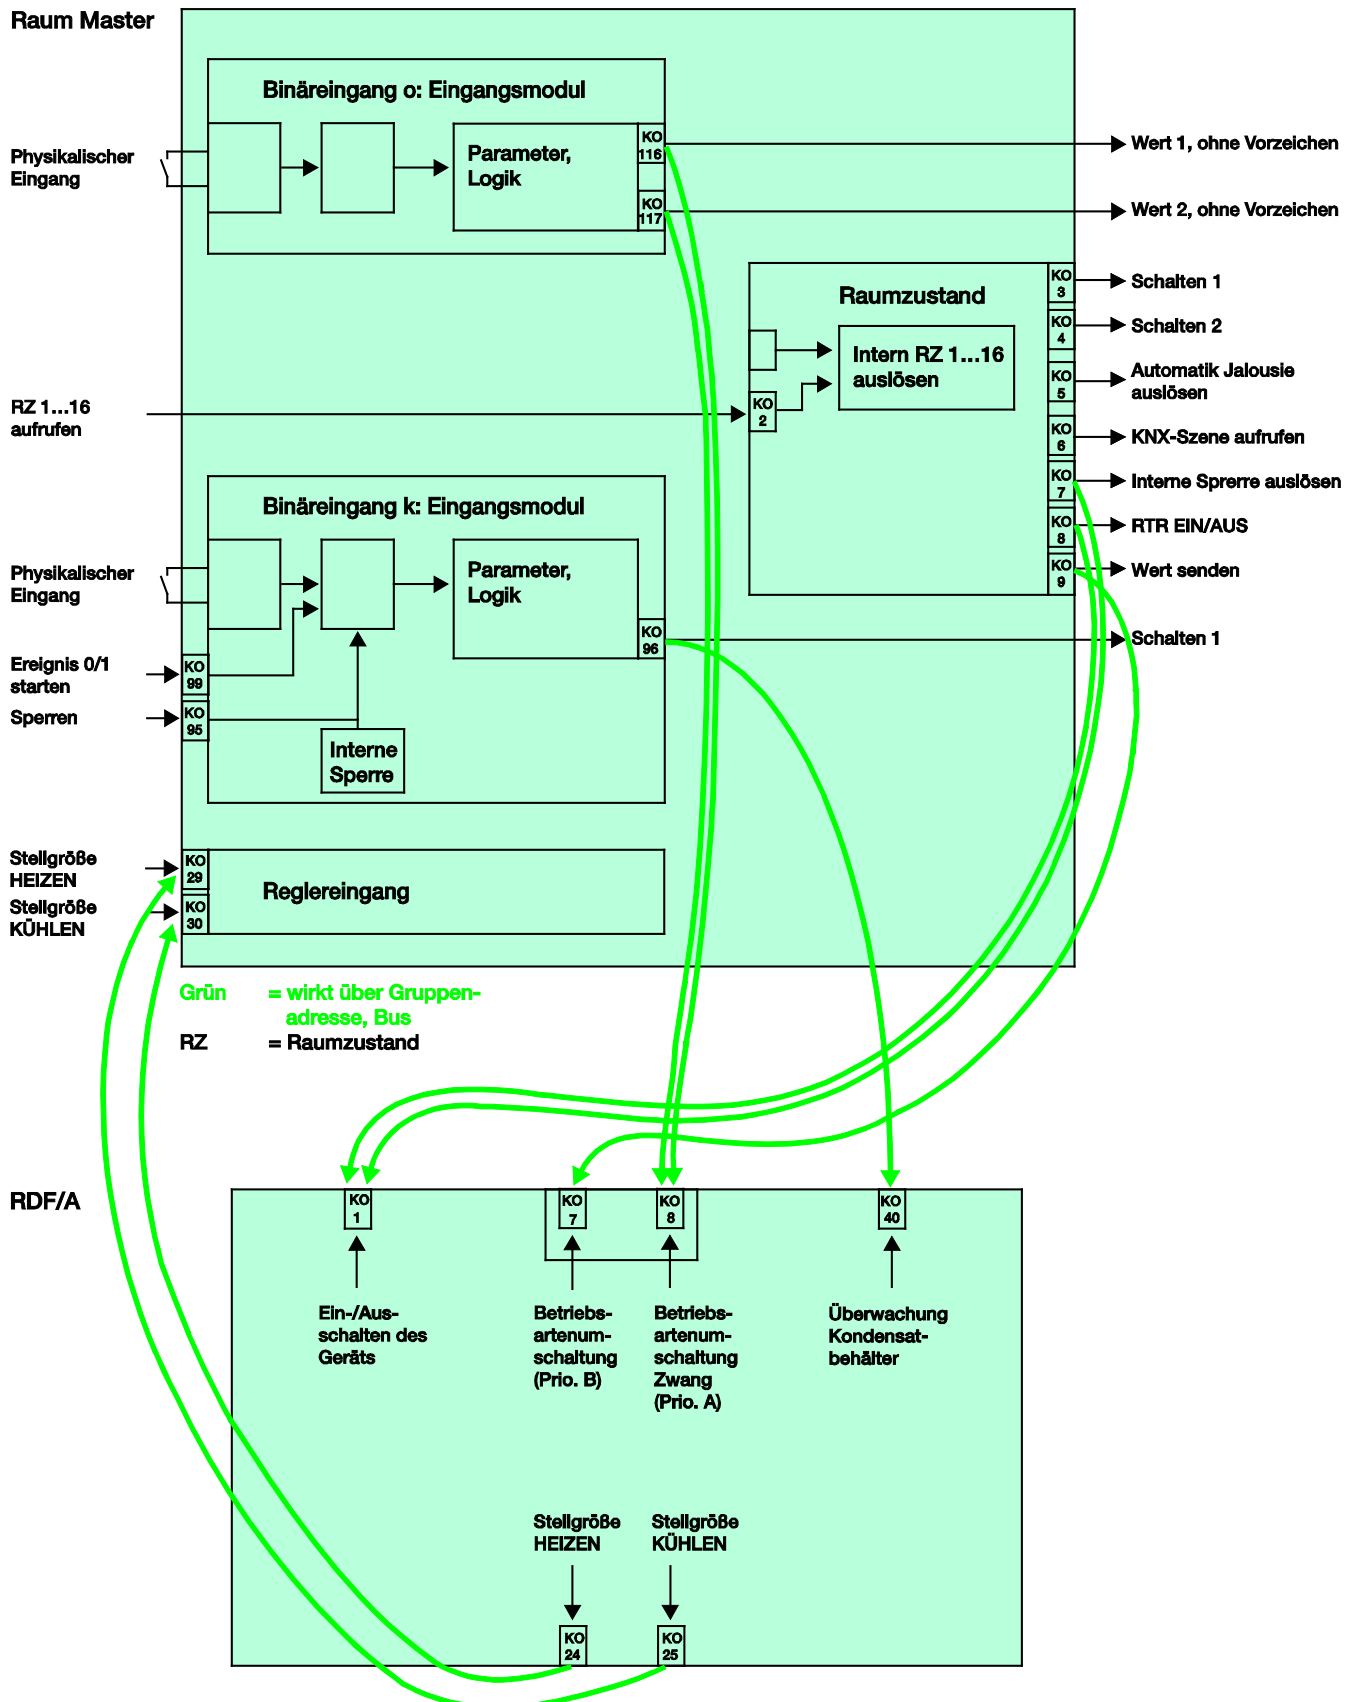 Raum Master
Binäreingang o: Eingangsmodul
Physikalischer
Eingang
Parameter,
Logik
KO
116
KO
117
Wert 1, ohne Vorzeichen
Wert 2, ohne Vorzeichen
Raumzustand
Intern RZ 1...16
auslösen
KO
2
KO
3
KO
4
KO
5
KO
6
KO
7
KO
8
KO
9
Schalten 1
Schalten 2
Automatik Jalousie
auslösen
KNX-Szene aufrufen
Interne Sprerre auslösen
RTR EIN/AUS
Wert senden
RZ 1...16
aufrufen
Binäreingang k: Eingangsmodul
Physikalischer
Eingang
Parameter,
Logik
KO
96
Schalten 1
Ereignis 0/1
starten
KO
99
Sperren
KO
95
Interne
Sperre
Stellgröße
HEIZEN
KO
29
Stellgröße
KÜHLEN
KO
30
Reglereingang
Grün = wirkt über Gruppen-
adresse, Bus
RZ = Raumzustand
RDF/A
KO
1
KO
7
KO
8
KO
40
Ein-/Aus-
schalten des
Geräts
Betriebs-
artenum-
schaltung
(Prio. B)
Betriebs-
artenum-
schaltung
Zwang
(Prio. A)
Überwachung
Kondensat-
behälter
Stellgröße
HEIZEN
Stellgröße
KÜHLEN
KO
24
KO
25